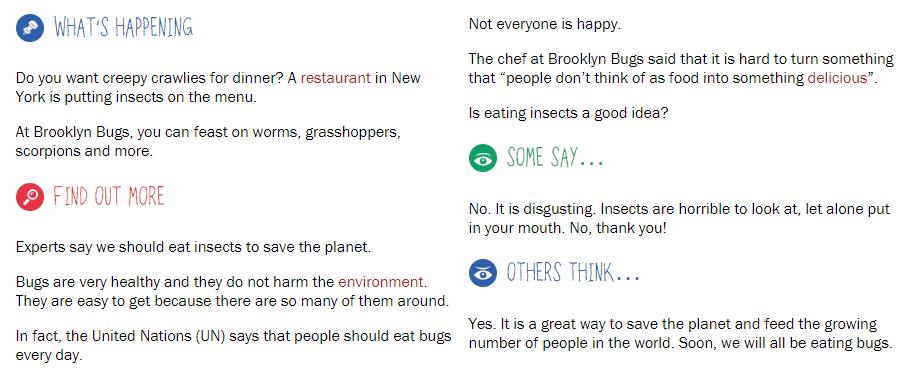 WHAT'S HAPPENING
Do you want creepy crawlies for dinner? A restaurant in New
York is putting insects on the menu.
At Brooklyn Bugs, you can feast on worms, grasshoppers,
scorpions and more.
FIND OUT MORE
Experts say we should eat insects to save the planet.
Bugs are very healthy and they do not harm the environment.
They are easy to get because there are so many of them around.
In fact, the United Nations (UN) says that people should eat bugs
every day.
Not everyone is happy.
The chef at Brooklyn Bugs said that it is hard to turn something
that “people don’t think of as food into something delicious”.
Is eating insects a good idea?
SOME SAY...
No. It is disgusting. Insects are horrible to look at, let alone put
in your mouth. No, thank you!
OTHERS THINK...
Yes. It is a great way to save the planet and feed the growing
number of people in the world. Soon, we will all be eating bugs.